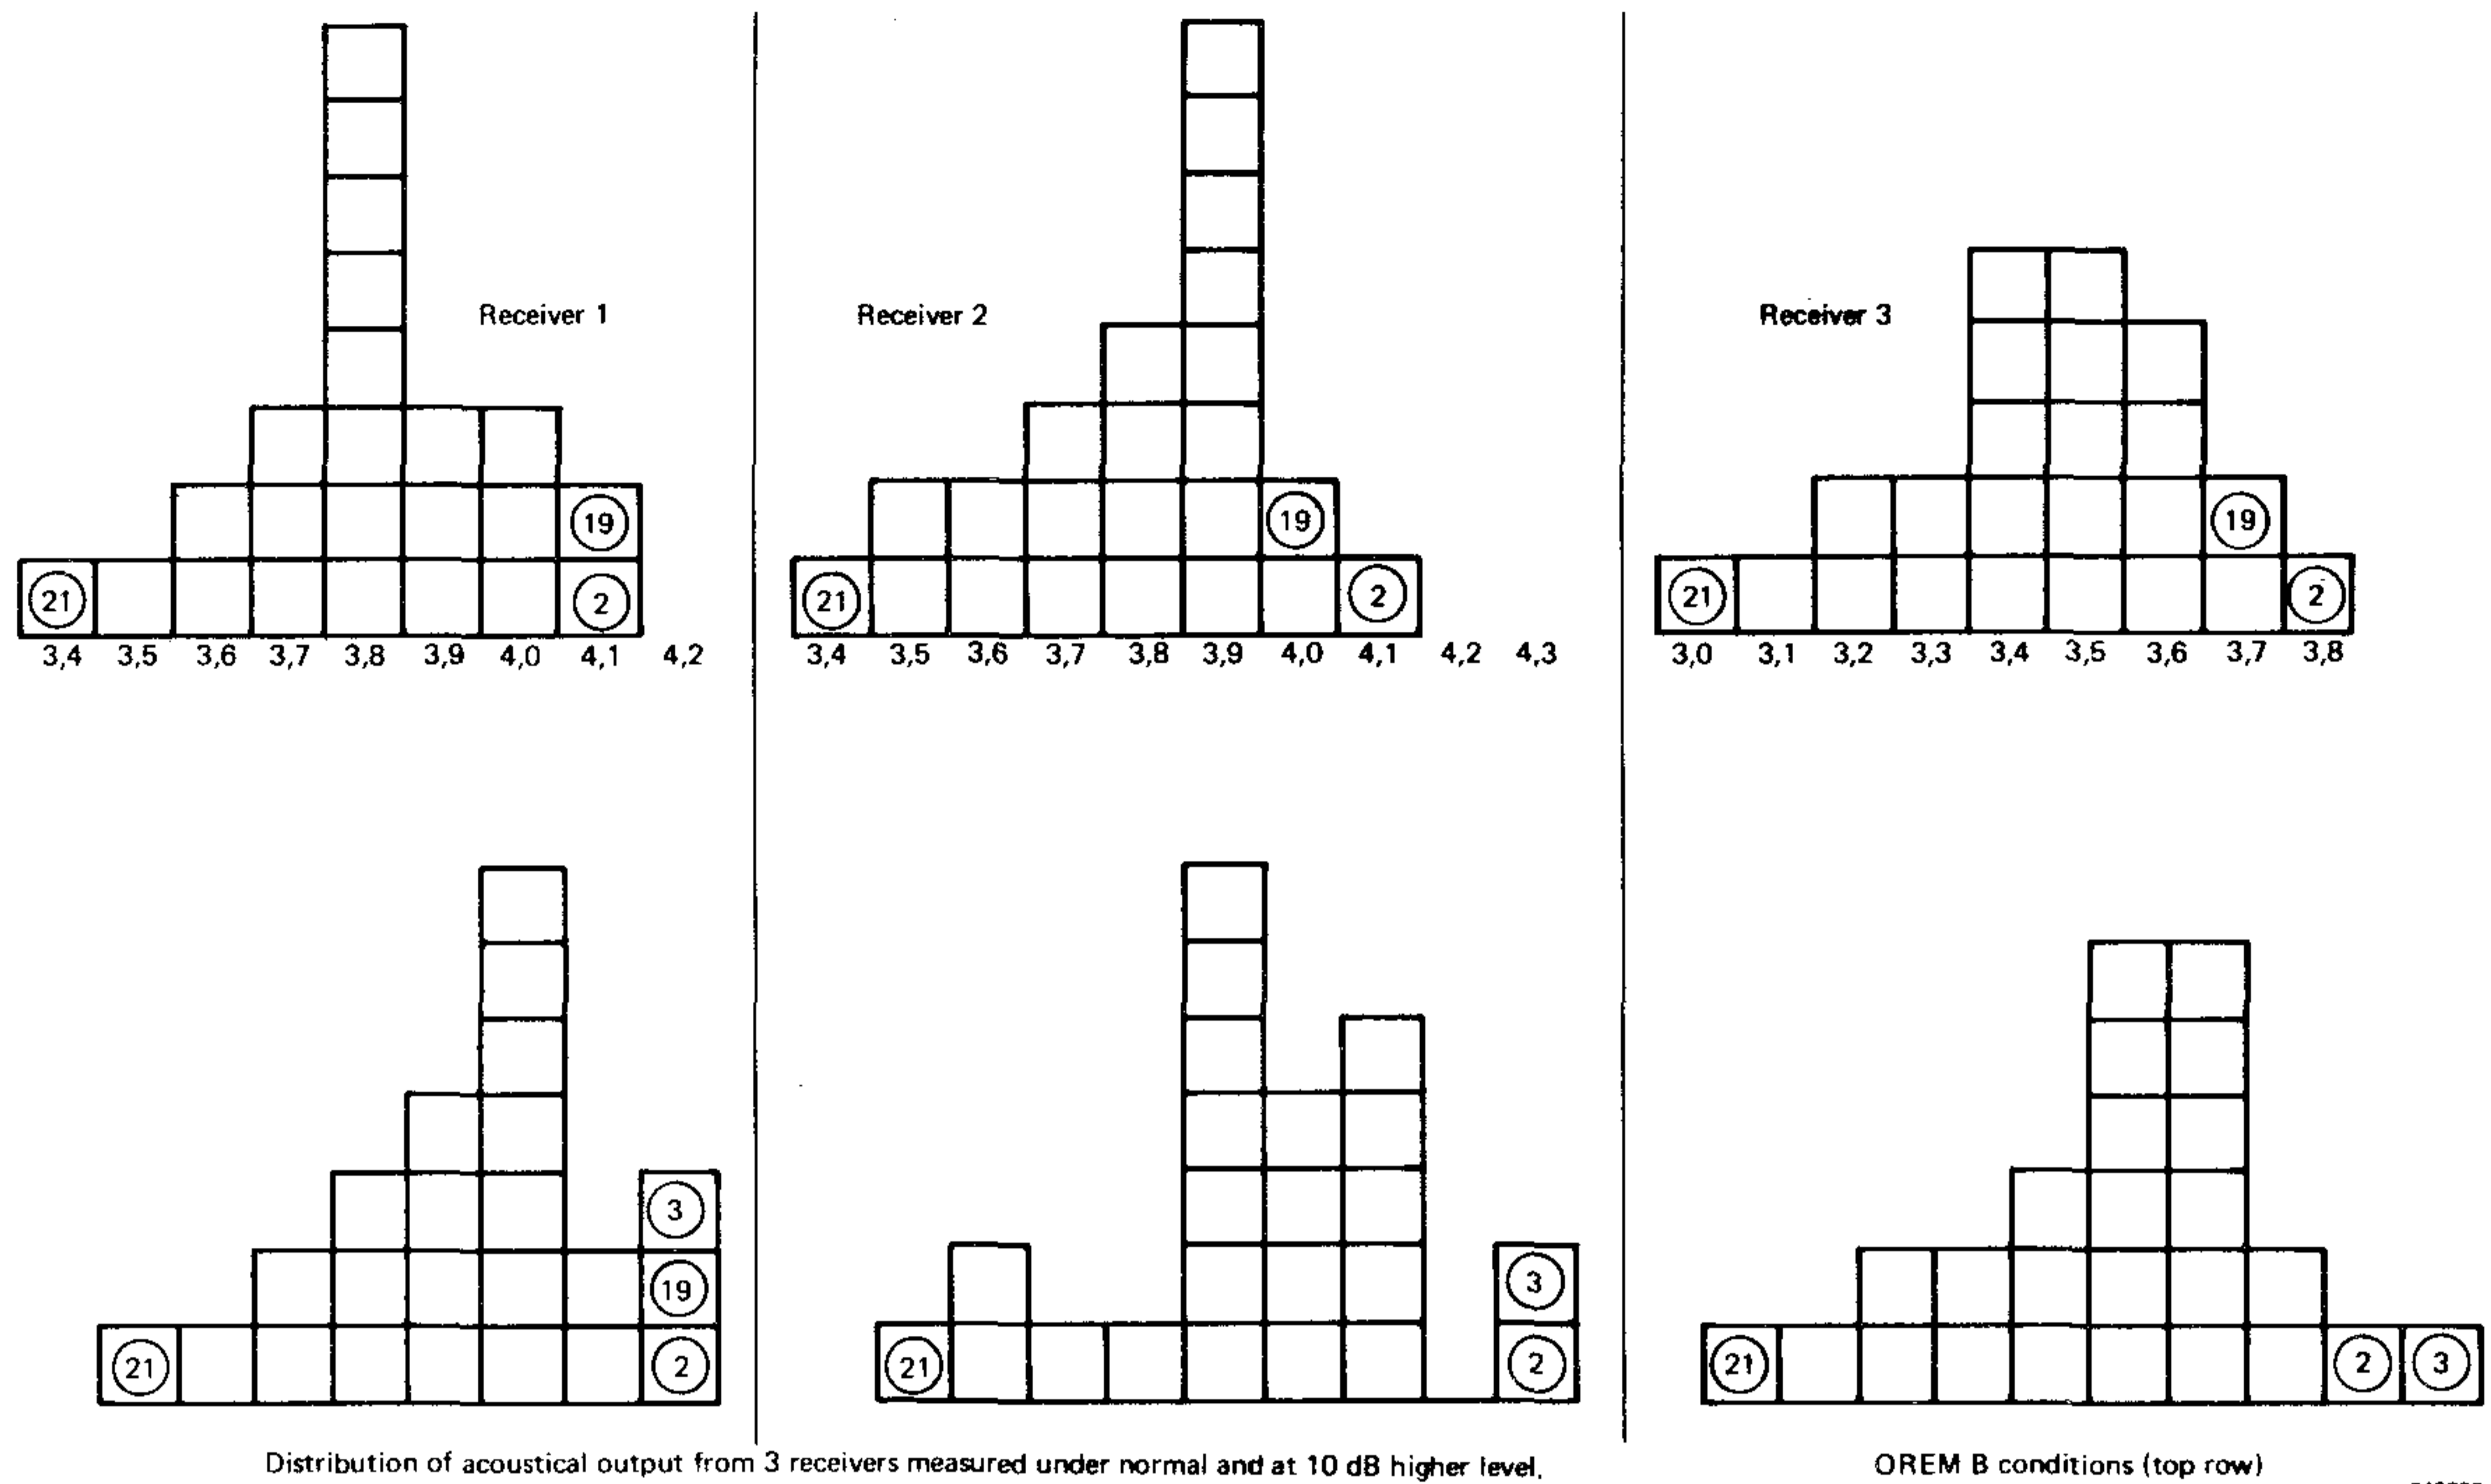 Receiver 1
Receiver 2
Receiver 3
19
19
19
21
2
21
2
21
2
3,4 3,5 3,6 3,7 3,8 3,9 4,0 4,1 4,2
3,4 3,5 3,6 3,7 3,8 3,9 4,0 4,1 4,2 4,3
3,0 3,1 3,2 3,3 3,4 3,5 3,6 3,7 3,8
3
19
21
2
3
21
2
21
2
3
Distribution of acoustical output from 3 receivers measured under normal and at 10 dB higher level.
OREM B conditions (top row)